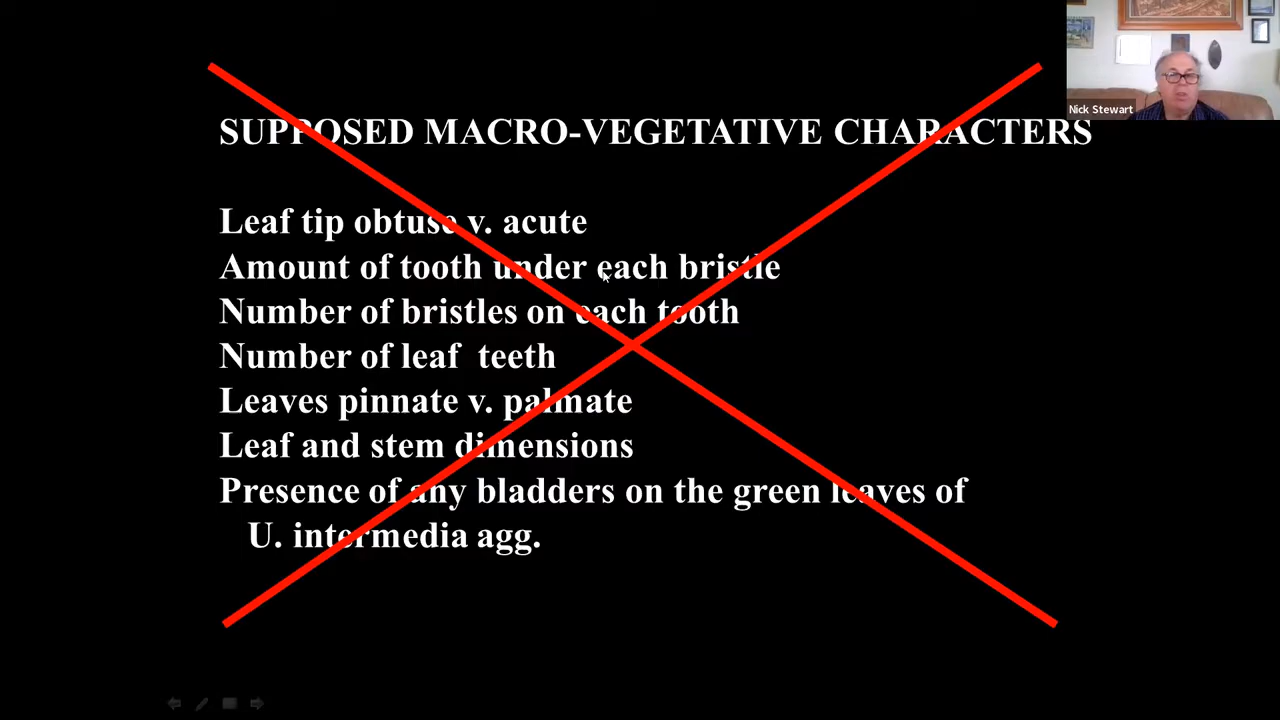 Nick Stewart
SUPPOSED MACRO-VEGETATIVE CHARACTERS
Leaf tip obtuse v. acute
Amount of tooth under each bristle
Number of bristles on each tooth
Number of leaf teeth
Leaves pinnate v. palmate
Leaf and stem dimensions
Presence of any bladders on the green leaves of
U. intermedia agg.